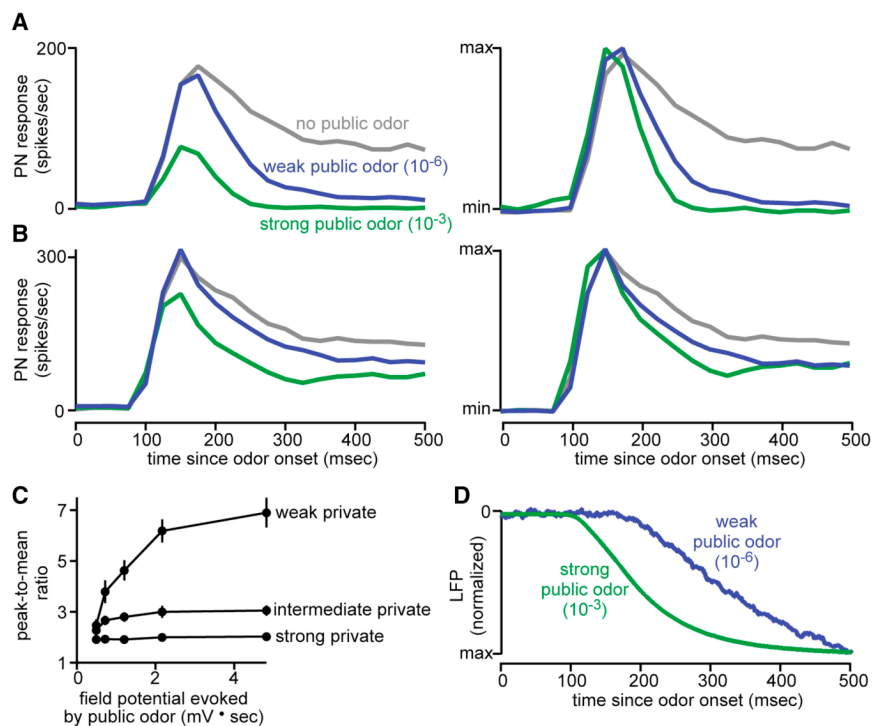 A
PN response
(spikes/sec)
200
0
no public odor
weak public odor (10-6)
strong public odor (10-3)
max
min
B
PN response
(spikes/sec)
300
0
0 100 200 300 400 500
time since odor onset (msec)
max
min
0 100 200 300 400 500
time since odor onset (msec)
C
peak-to-mean
ratio
7
5
3
1
weak private
intermediate private
strong private
0 2 4
field potential evoked
by public odor (mV • sec)
D
LFP
(normalized)
0
max
weak
public odor
(10-6)
strong
public odor
(10-3)
0 100 200 300 400 500
time since odor onset (msec)